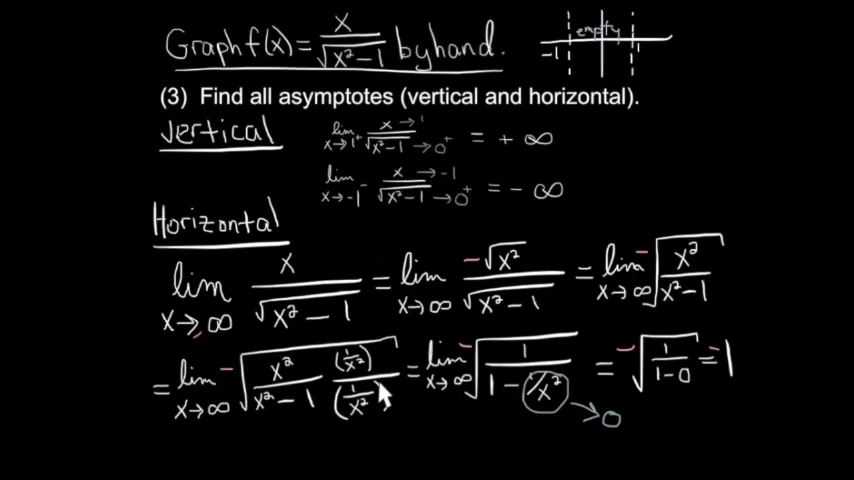 Graph f(x) = x/√(x²−1) by hand.
empty
−1 1
(3) Find all asymptotes (vertical and horizontal).
vertical
lim x→1⁺ x→1/√(x²−1)→0⁺ = +∞
lim x→−1⁻ x→−1/√(x²−1)→0⁺ = −∞
Horizontal
lim x→∞ x/√(x²−1) = lim x→∞ −√x²/√(x²−1) = lim x→∞ −√(x²/(x²−1))
= lim x→∞ −√(x²/(x²−1) (1/x²)/(1/x²)) = lim x→∞ −√(1/(1−1/x²)) = −√(1/(1−0)) = −1
→0